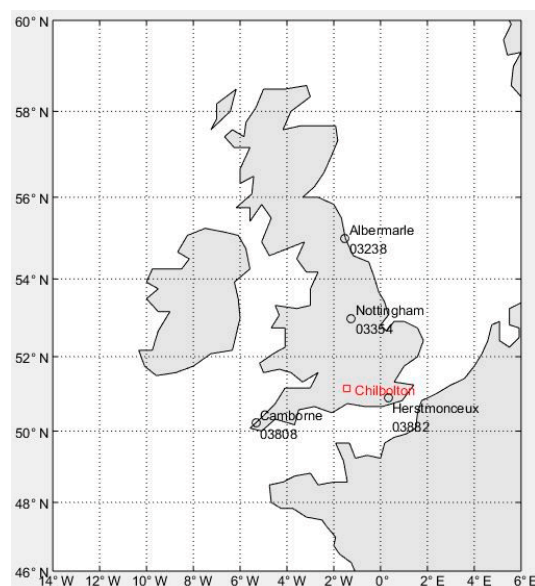 60° N
58° N
56° N
54° N
52° N
50° N
48° N
46° N
Albermarle
03238
Nottingham
03354
Chilbolton
Herstmonceux
03882
Camborne
03808
14° W
12° W
10° W
8° W
6° W
4° W
2° W
0° W
2° E
4° E
6° E